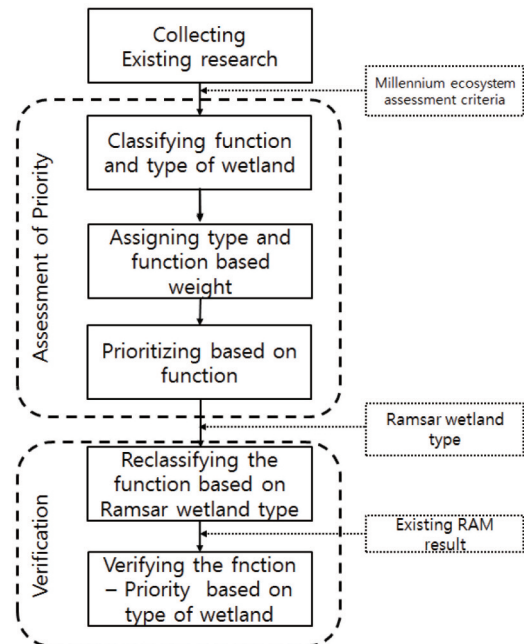 Collecting
Existing research
Millennium ecosystem
assessment criteria
Assessment of Priority
Classifying function
and type of wetland
Assigning type and
function based
weight
Prioritizing based on
function
Ramsar wetland
type
Verification
Reclassifying the
function based on
Ramsar wetland type
Existing RAM
result
Verifying the fnction
– Priority based on
type of wetland